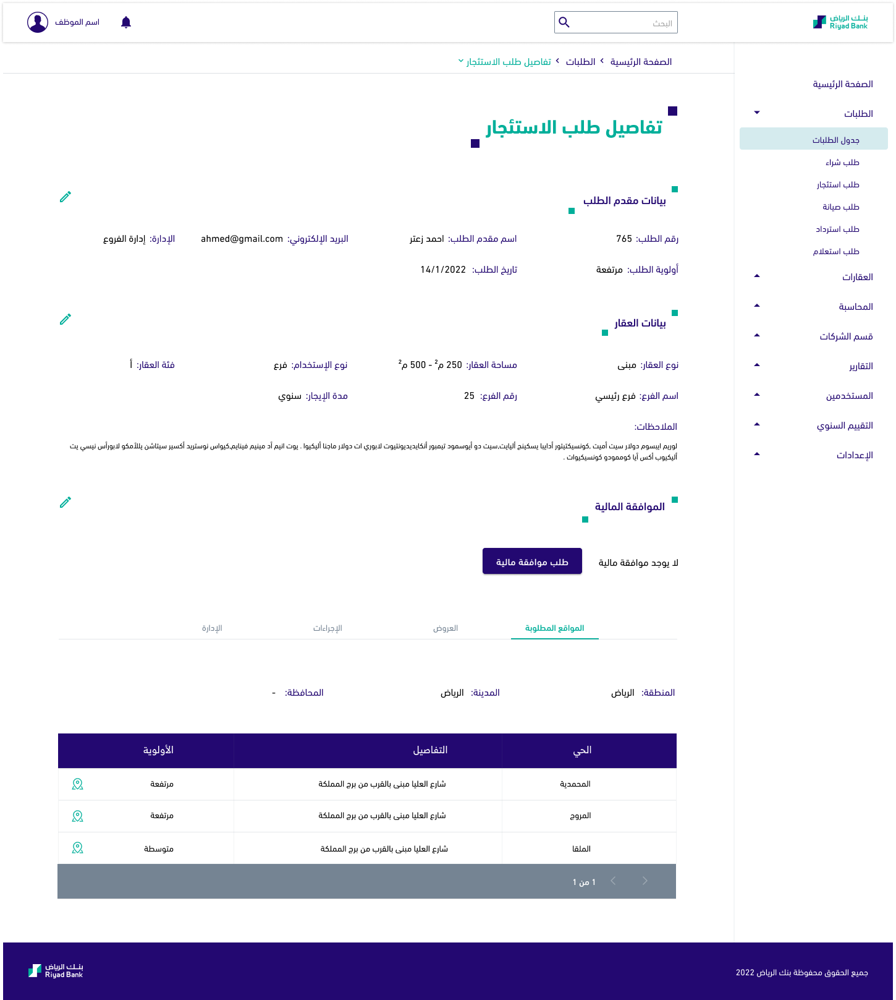 بنـك الرياض
Riyad Bank
البحث
اسم الموظف
الصفحة الرئيسية
الطلبات
تفاصيل طلب الاستئجار
الصفحة الرئيسية
الطلبات
جدول الطلبات
طلب شراء
طلب استئجار
طلب صيانة
طلب استرداد
طلب استعلام
العقارات
المحاسبة
قسم الشركات
التقارير
المستخدمين
التقييم السنوي
الإعدادات
تفاصيل طلب الاستئجار
بيانات مقدم الطلب
رقم الطلب: 765
اسم مقدم الطلب: احمد زعتر
البريد الإلكتروني: ahmed@gmail.com
الإدارة: إدارة الفروع
أولوية الطلب: مرتفعة
تاريخ الطلب: 14/1/2022
بيانات العقار
نوع العقار: مبنى
مساحة العقار: 250 م² - 500 م²
نوع الإستخدام: فرع
فئة العقار: أ
اسم الفرع: فرع رئيسي
رقم الفرع: 25
مدة الإيجار: سنوي
الملاحظات:
لوريم ايبسوم دولار سيت أميت ,كونسيكتيتور أدايبا يسكينج أليايت,سيت دو أيوسمود تيمبور أنكايديديونتيوت لابوري ات دولار ماجنا أليكيوا . يوت انيم أد مينيم فينايم,كيواس نوستريد أكسير سيتاشن يللأمكو لابورأس نيسي يت
أليكيوب أكس أيا كوممودو كونسيكيوات .
الموافقة المالية
لا يوجد موافقة مالية
طلب موافقة مالية
المواقع المطلوبة
العروض
الإجراءات
الإدارة
المنطقة: الرياض
المدينة: الرياض
المحافظة: -
الحي
التفاصيل
الأولوية
المحمدية
شارع العليا مبنى بالقرب من برج المملكة
مرتفعة
المروج
شارع العليا مبنى بالقرب من برج المملكة
مرتفعة
الملقا
شارع العليا مبنى بالقرب من برج المملكة
متوسطة
1 من 1
جميع الحقوق محفوظة بنك الرياض 2022
بنـك الرياض
Riyad Bank